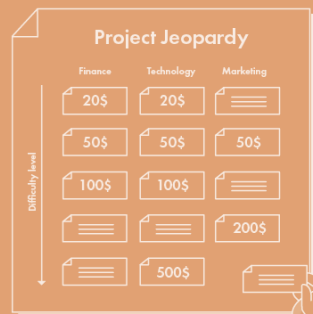 Project Jeopardy
Finance Technology Marketing
20$ 20$
50$ 50$ 50$
100$ 100$
200$
500$
Difficulty level